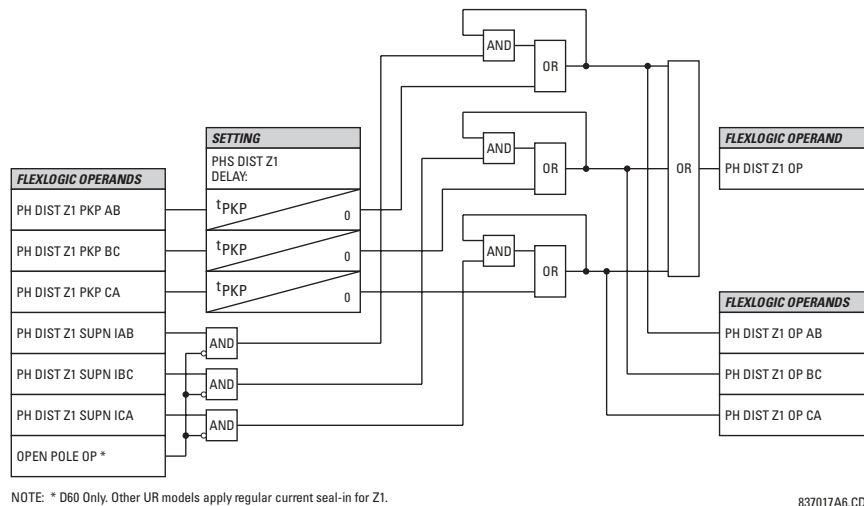 AND
OR
SETTING
PHS DIST Z1
DELAY:
AND
OR
OR
FLEXLOGIC OPERAND
PH DIST Z1 OP
FLEXLOGIC OPERANDS
PH DIST Z1 PKP AB
tPKP
0
PH DIST Z1 PKP BC
tPKP
0
AND
OR
PH DIST Z1 PKP CA
tPKP
0
FLEXLOGIC OPERANDS
PH DIST Z1 SUPN IAB
AND
PH DIST Z1 OP AB
PH DIST Z1 SUPN IBC
AND
PH DIST Z1 OP BC
PH DIST Z1 SUPN ICA
AND
PH DIST Z1 OP CA
OPEN POLE OP *
NOTE: * D60 Only. Other UR models apply regular current seal-in for Z1.
837017A6.CD